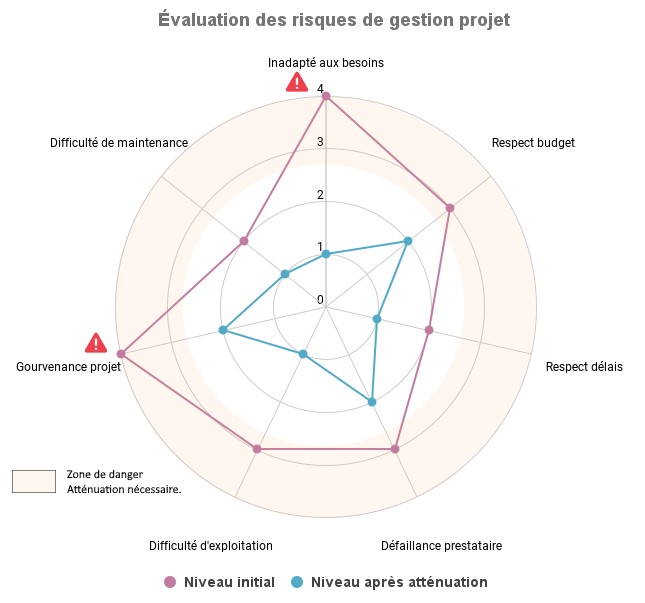 Évaluation des risques de gestion projet
Inadapté aux besoins
4
Difficulté de maintenance
Respect budget
3
2
1
0
Gourvenance projet
Respect délais
Zone de danger
Atténuation nécessaire.
Difficulté d'exploitation
Défaillance prestataire
Niveau initial
Niveau après atténuation